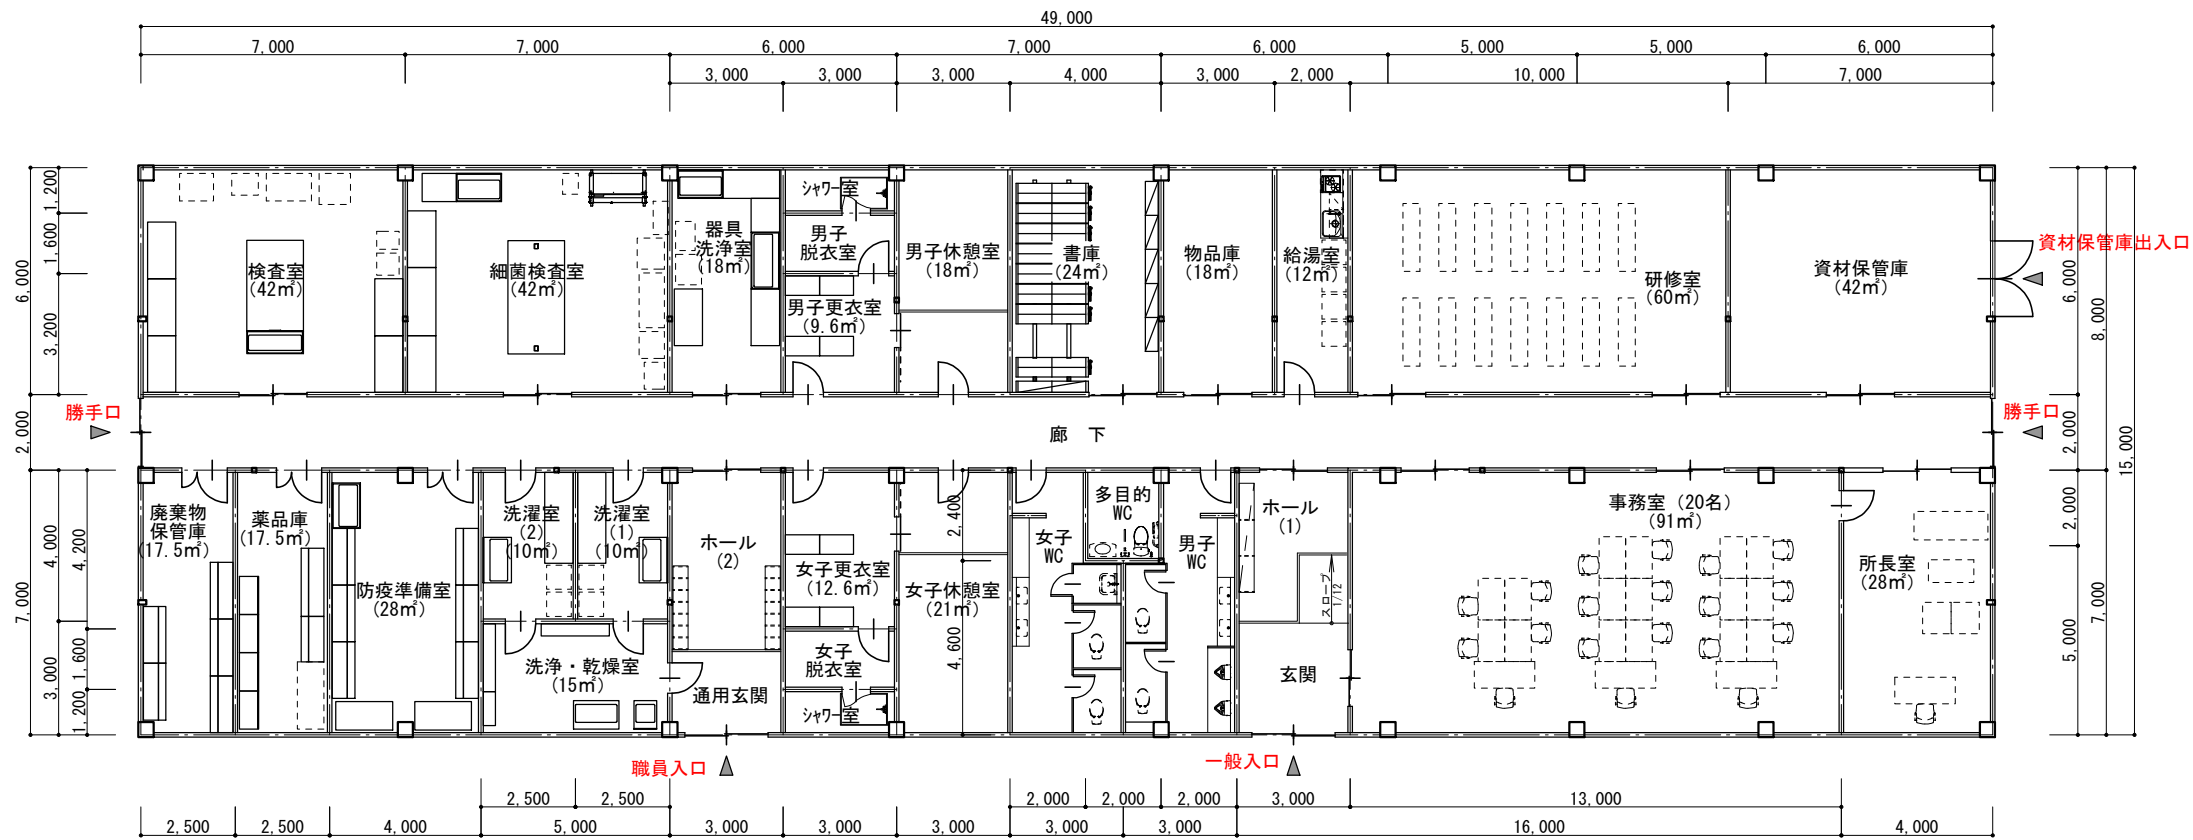 49,000
7,000
7,000
6,000
7,000
6,000
5,000
5,000
6,000
3,000
3,000
3,000
4,000
3,000
2,000
10,000
7,000
1,200
1,600
3,200
6,000
2,000
4,000
4,200
7,000
3,000
1,600
1,200
検査室
(42㎡)
細菌検査室
(42㎡)
器具
洗浄室
(18㎡)
シャワー室
男子
脱衣室
男子更衣室
(9.6㎡)
男子休憩室
(18㎡)
書庫
(24㎡)
物品庫
(18㎡)
給湯室
(12㎡)
研修室
(60㎡)
資材保管庫
(42㎡)
資材保管庫出入口
6,000
8,000
15,000
2,000
2,000
5,000
7,000
勝手口
廊 下
勝手口
廃棄物
保管庫
(17.5㎡)
薬品庫
(17.5㎡)
防疫準備室
(28㎡)
洗濯室
(2)
(10㎡)
洗濯室
(1)
(10㎡)
洗浄・乾燥室
(15㎡)
ホール
(2)
通用玄関
女子更衣室
(12.6㎡)
女子
脱衣室
シャワー室
2,400
女子休憩室
(21㎡)
4,600
女子
WC
多目的
WC
男子
WC
ホール
(1)
スロープ
1/12
玄関
事務室 (20名)
(91㎡)
所長室
(28㎡)
職員入口
一般入口
2,500
2,500
2,000
2,000
2,000
3,000
13,000
2,500
2,500
4,000
5,000
3,000
3,000
3,000
3,000
3,000
16,000
4,000